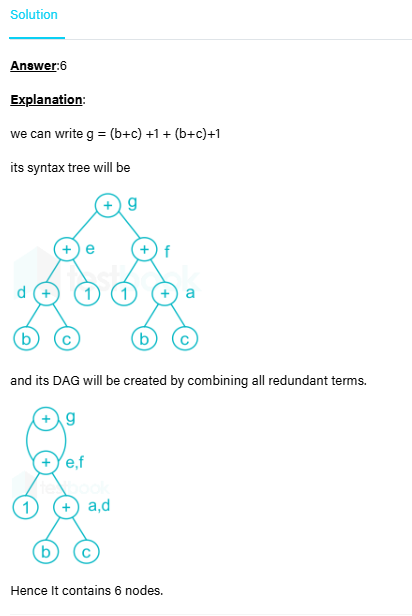 Solution
Answer:6
Explanation:
we can write g = (b+c) +1 + (b+c)+1
its syntax tree will be
+ g
+ e + f
d + 1 1 + a
b c b c
and its DAG will be created by combining all redundant terms.
+ g
+ e,f
1 + a,d
b c
Hence It contains 6 nodes.